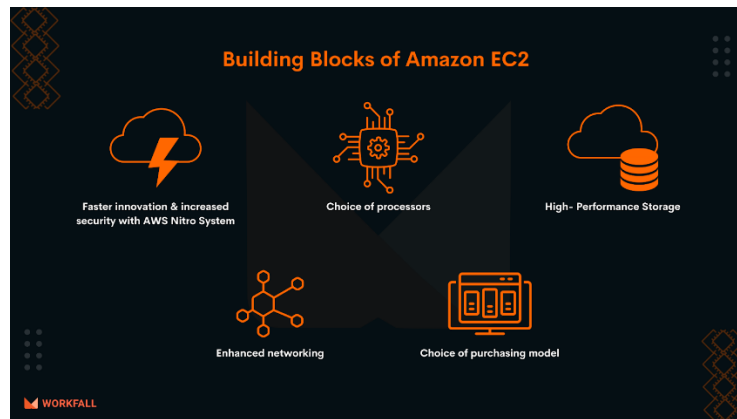 Building Blocks of Amazon EC2
Faster innovation & increased
security with AWS Nitro System
Choice of processors
High- Performance Storage
Enhanced networking
Choice of purchasing model
WORKFALL